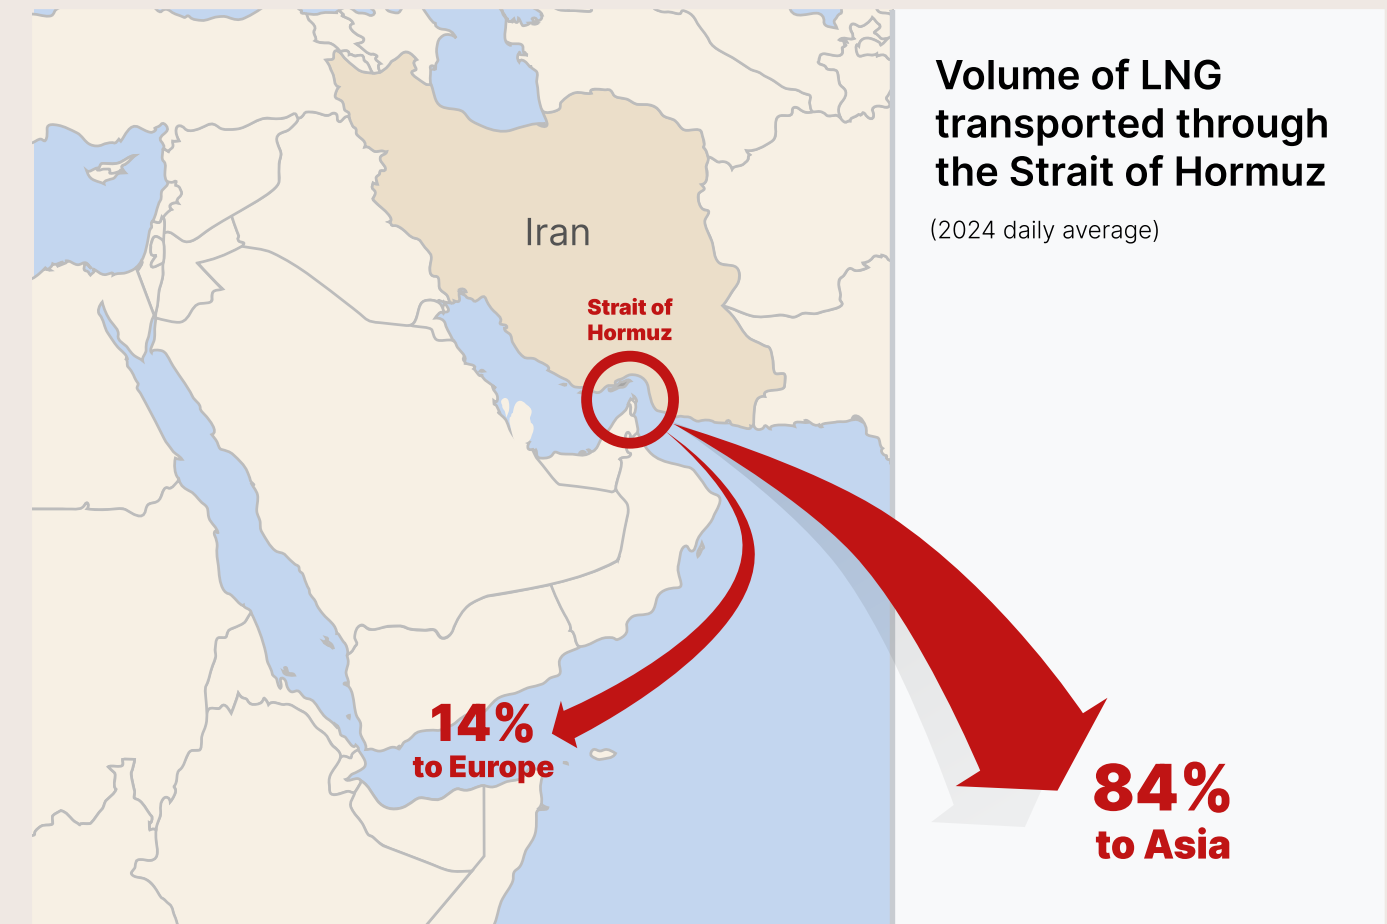 Volume of LNG
transported through
the Strait of Hormuz
(2024 daily average)
Iran
Strait of
Hormuz
14%
to Europe
84%
to Asia